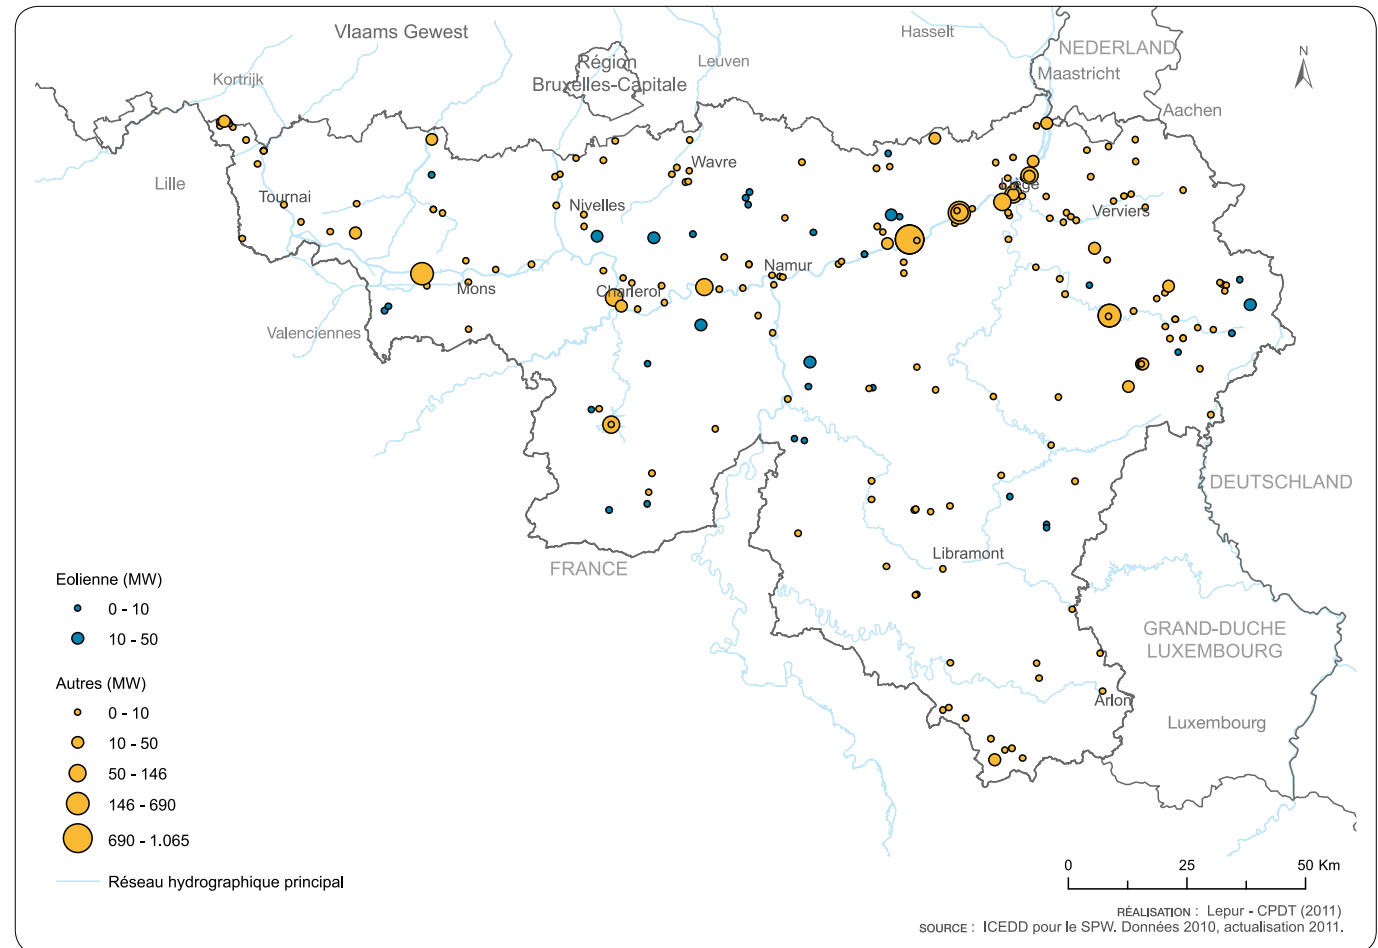 Vlaams Gewest
Hasselt
NEDERLAND
Région
Bruxelles-Capitale
Leuven
Maastricht
N
Kortrijk
Aachen
Wavre
Lille
Tournai
Liège
Nivelles
Verviers
Namur
Mons
Charleroi
Valenciennes
DEUTSCHLAND
Libramont
FRANCE
GRAND-DUCHE
LUXEMBOURG
Arlon
Luxembourg
Eolienne (MW)
0 - 10
10 - 50
Autres (MW)
0 - 10
10 - 50
50 - 146
146 - 690
690 - 1.065
Réseau hydrographique principal
0 25 50 Km
RÉALISATION : Lepur - CPDT (2011)
SOURCE : ICEDD pour le SPW. Données 2010, actualisation 2011.